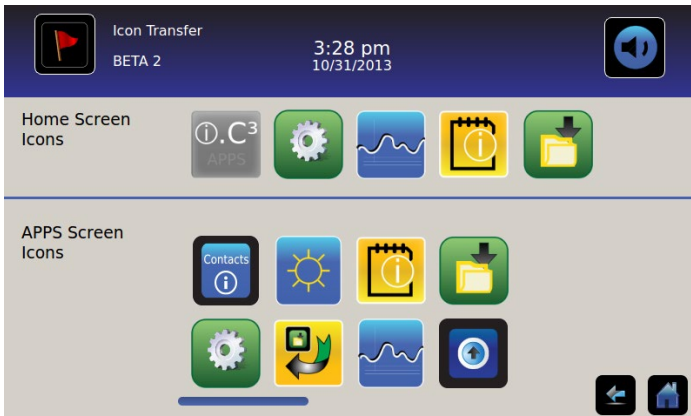 Icon Transfer
BETA 2
3:28 pm
10/31/2013
Home Screen
Icons
ⓘ.C³
APPS
APPS Screen
Icons
Contacts